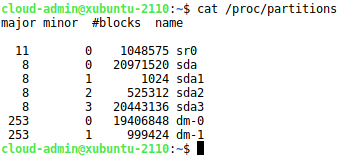 cloud-admin@xubuntu-2110:~$ cat /proc/partitions
major minor  #blocks  name

  11        0    1048575 sr0
   8        0   20971520 sda
   8        1       1024 sda1
   8        2     525312 sda2
   8        3   20443136 sda3
 253        0   19406848 dm-0
 253        1     999424 dm-1
cloud-admin@xubuntu-2110:~$